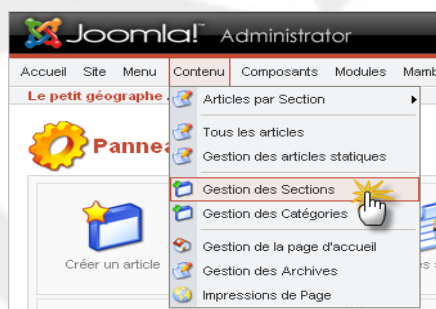 Joomla!™ Administrator
Accueil Site Menu Contenu Composants Modules
Le petit géographe
Articles par Section
Tous les articles
Gestion des articles statiques
Gestion des Sections
Gestion des Catégories
Gestion de la page d'accueil
Gestion des Archives
Impressions de Page
Créer un article